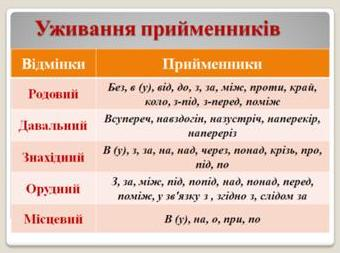 Уживання прийменників
Відмінки Прийменники
Родовий Без, в (у), від, до, з, за, між, проти, край,
коло, з-під, з-перед, поміж
Давальний Всупереч, навздогін, назустріч, наперекір,
напереріз
Знахідний В (у), з, за, на, над, через, понад, крізь, про,
під, по
Орудний З, за, між, під, попід, над, понад, перед,
поміж, у зв'язку з , згідно з, слідом за
Місцевий В (у), на, о, при, по